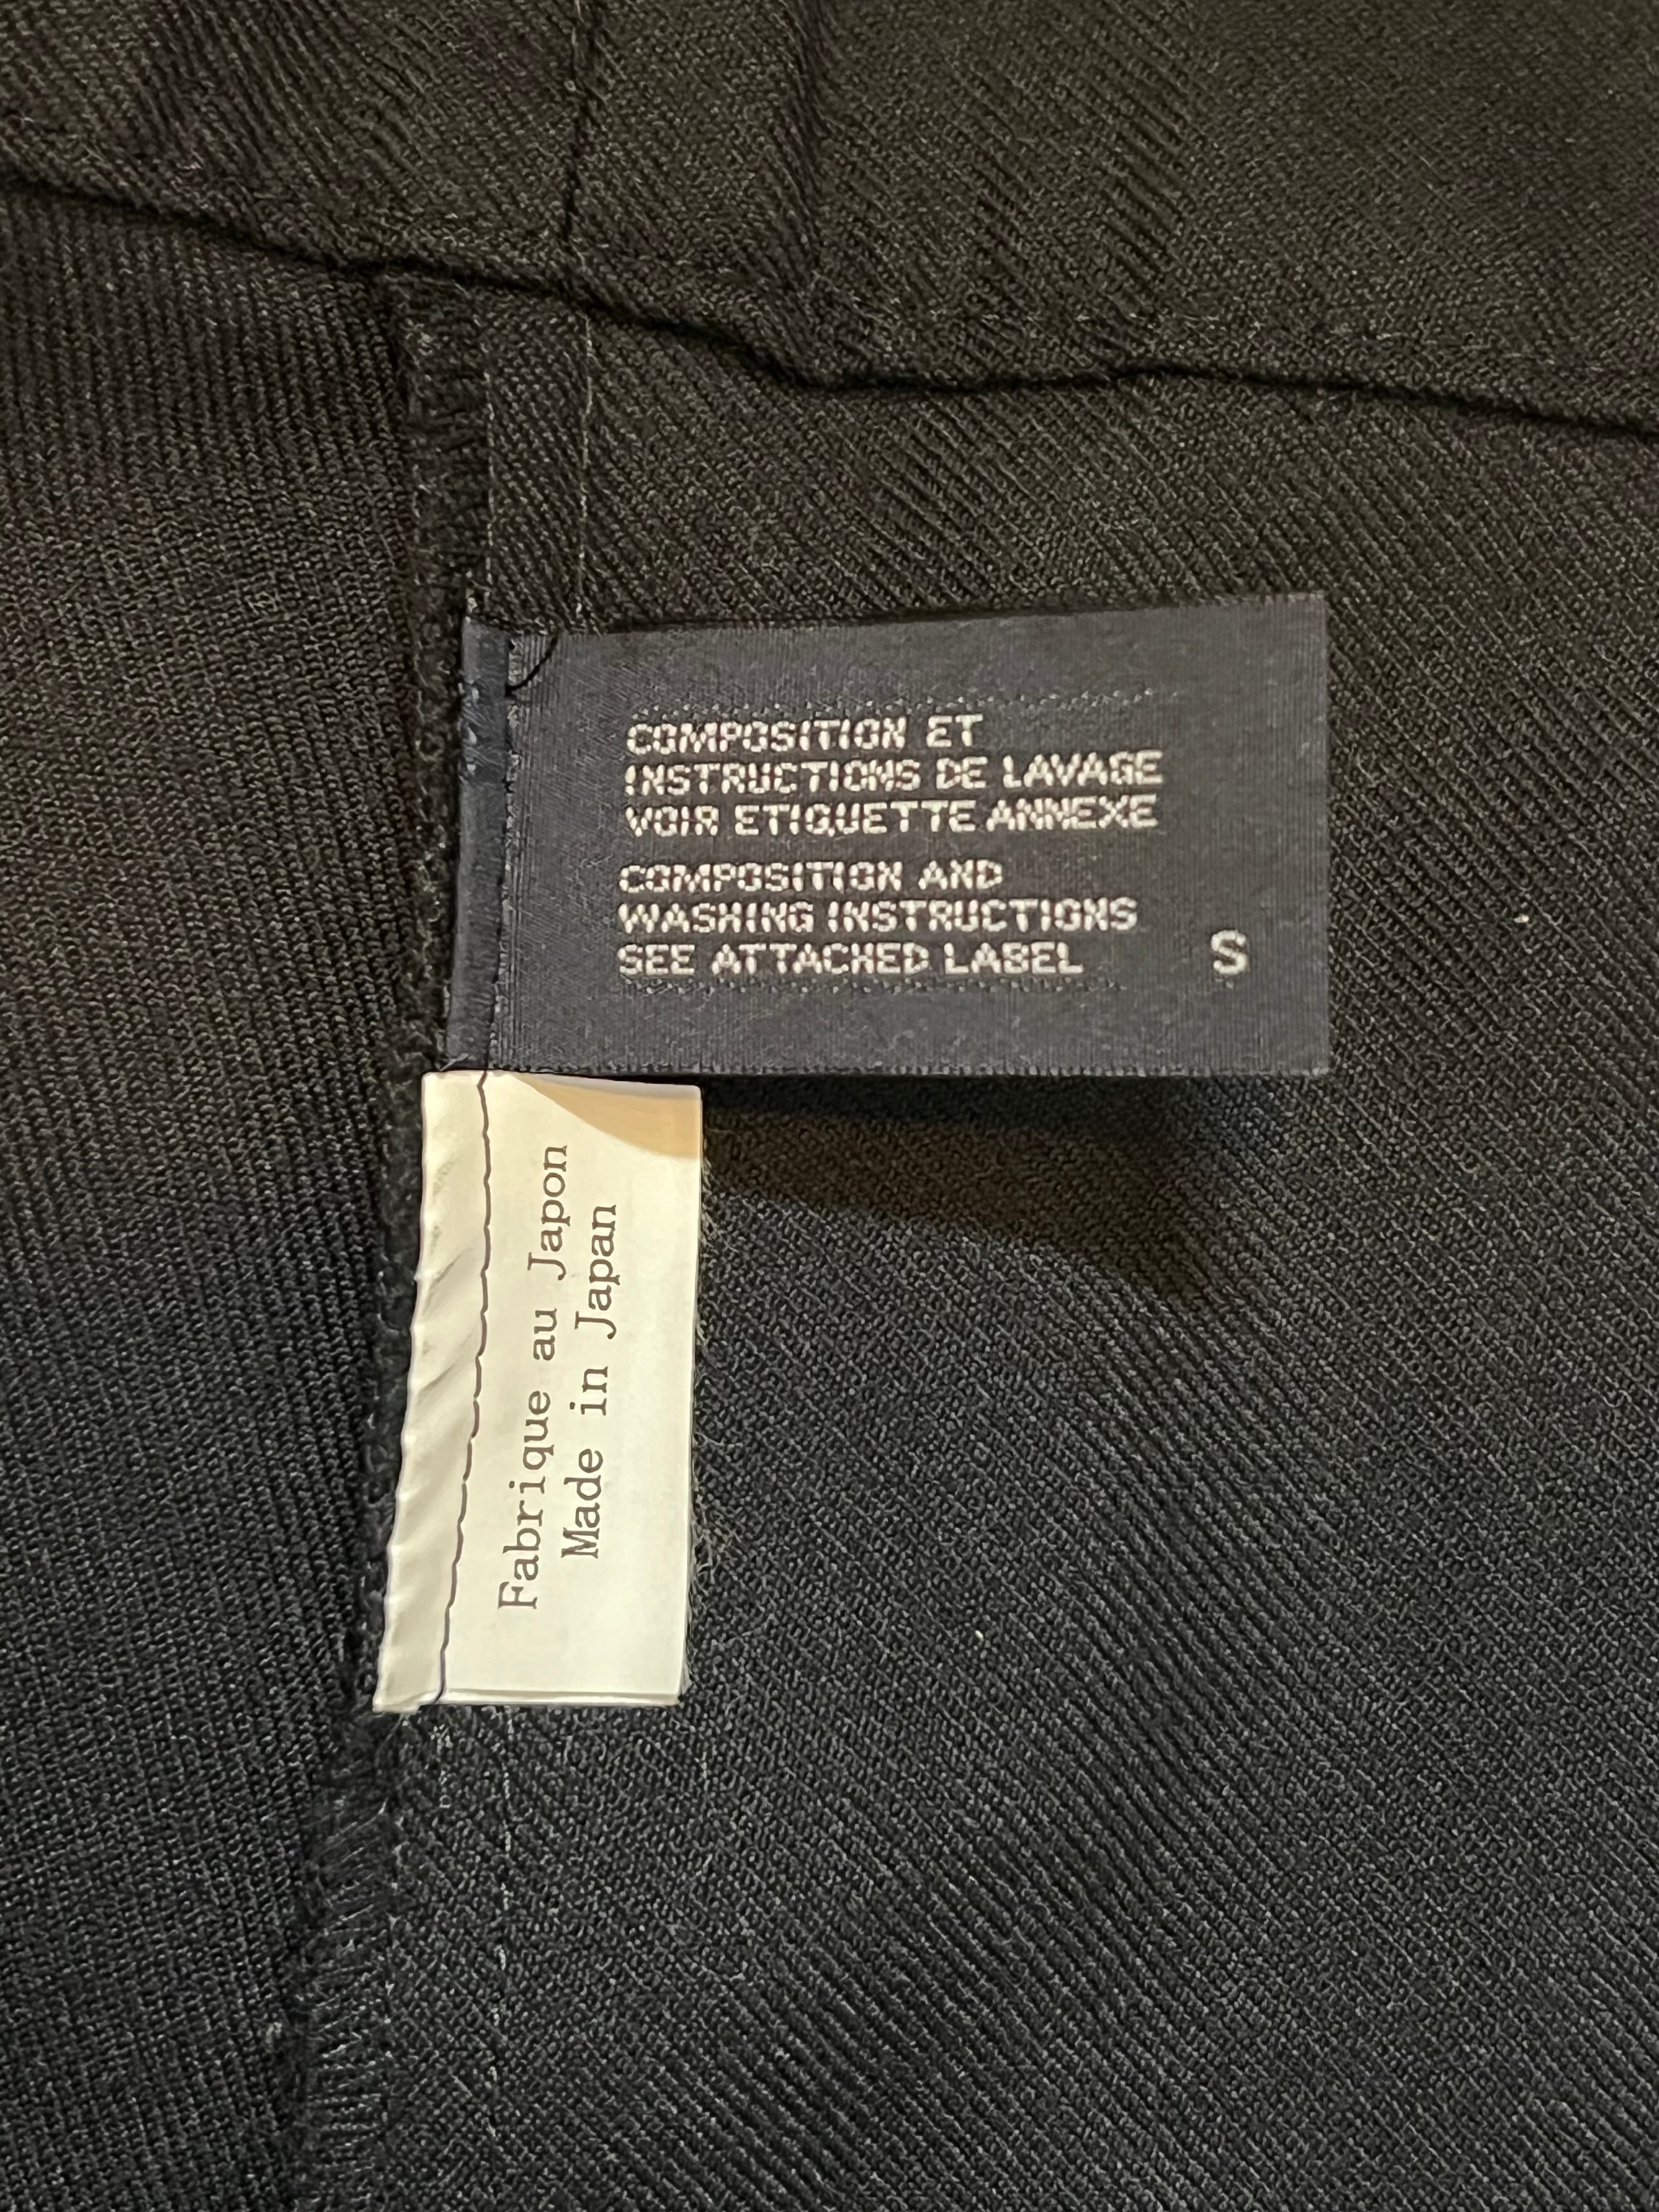 COMPOSITION ET
INSTRUCTIONS DE LAVAGE
VOIR ETIQUETTE ANNEXE
COMPOSITION AND
WASHING INSTRUCTIONS
SEE ATTACHED LABEL
S
Fabrique au Japon
Made in Japan